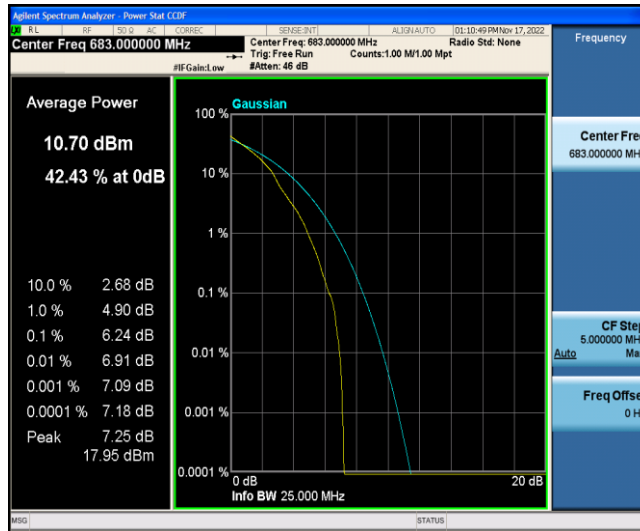 Agilent Spectrum Analyzer - Power Stat CCDF
RL RF 50 Ω AC CORREC SENSE:INT ALIGNAUTO 01:10:49 PM Nov 17, 2022
Center Freq 683.000000 MHz
Center Freq: 683.000000 MHz Radio Std: None
Trig: Free Run Counts:1.00 M/1.00 Mpt
#IFGain:Low #Atten: 46 dB
Frequency
Average Power
10.70 dBm
42.43 % at 0dB
10.0 % 2.68 dB
1.0 % 4.90 dB
0.1 % 6.24 dB
0.01 % 6.91 dB
0.001 % 7.09 dB
0.0001 % 7.18 dB
Peak 7.25 dB
17.95 dBm
Gaussian
100 %
10 %
1 %
0.1 %
0.01 %
0.001 %
0.0001 %
0 dB 20 dB
Info BW 25.000 MHz
Center Fre
683.000000 MH
CF Step
5.000000 MH
Auto Ma
Freq Offse
0 H
MSG STATUS